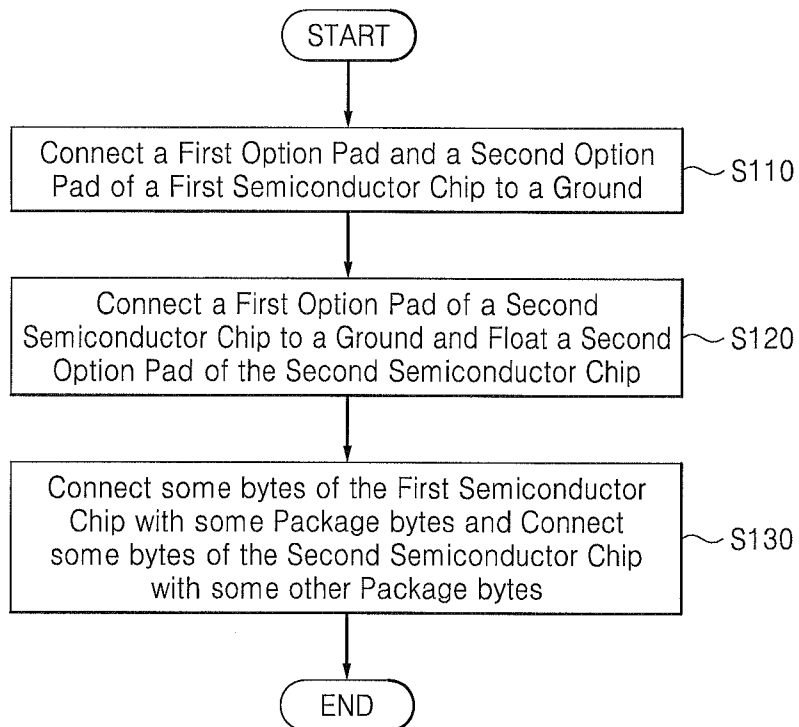 START
Connect a First Option Pad and a Second Option
Pad of a First Semiconductor Chip to a Ground
S110
Connect a First Option Pad of a Second
Semiconductor Chip to a Ground and Float a Second
Option Pad of the Second Semiconductor Chip
S120
Connect some bytes of the First Semiconductor
Chip with some Package bytes and Connect
some bytes of the Second Semiconductor Chip
with some other Package bytes
S130
END